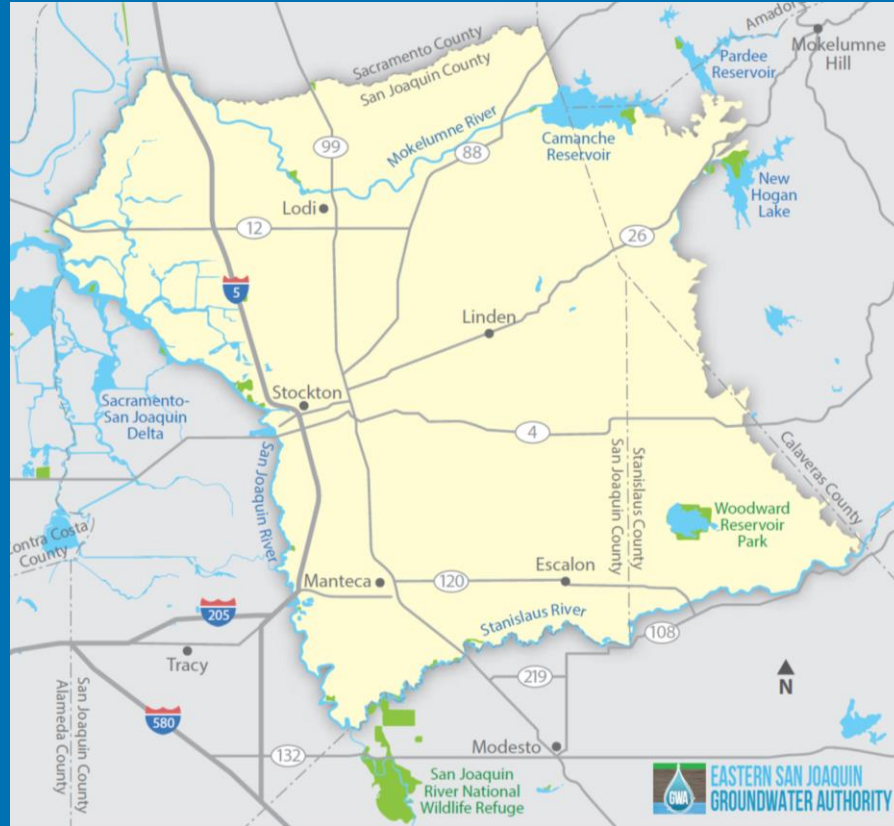 Sacramento County
San Joaquin County
Amador
Mokelumne
Hill
Pardee
Reservoir
Mokelumne River
99
88
Camanche
Reservoir
New
Hogan
Lake
Lodi
12
26
5
Linden
Stockton
Sacramento-
San Joaquin
Delta
4
San Joaquin River
Stanislaus County
San Joaquin County
Calaveras County
Woodward
Reservoir
Park
ontra Costa
County
Manteca
120
Escalon
Stanislaus River
205
108
Tracy
219
N
San Joaquin County
Alameda County
580
132
Modesto
San Joaquin
River National
Wildlife Refuge
GWA
EASTERN SAN JOAQUIN
GROUNDWATER AUTHORITY